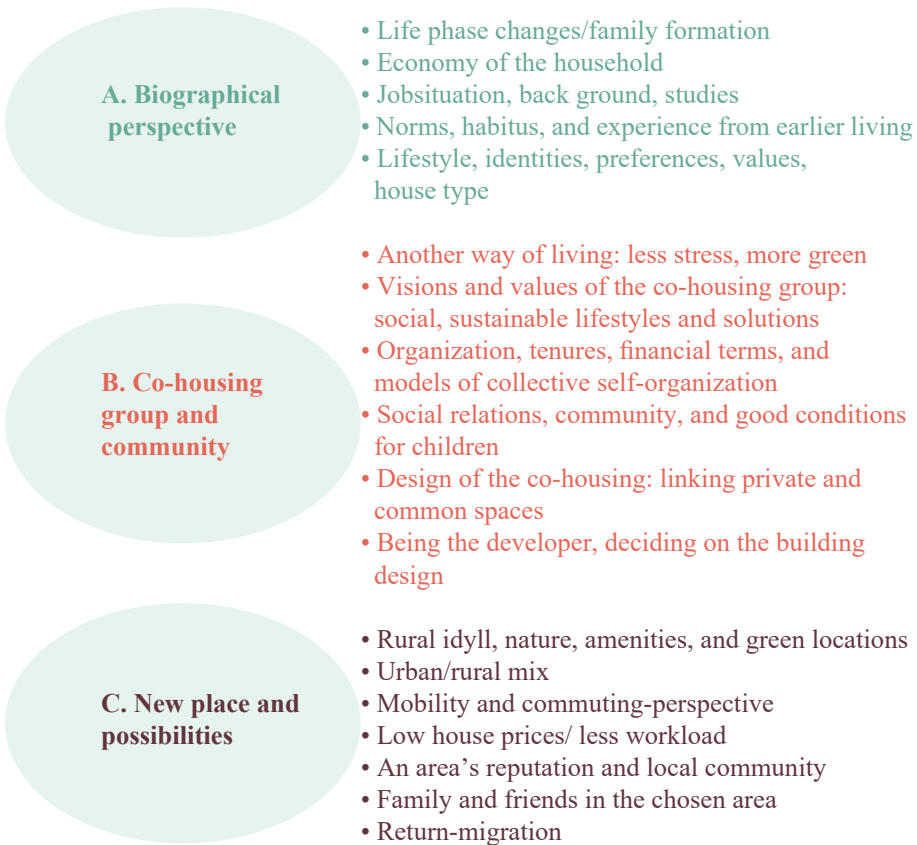 A. Biographical
perspective
• Life phase changes/family formation
• Economy of the household
• Jobsituation, back ground, studies
• Norms, habitus, and experience from earlier living
• Lifestyle, identities, preferences, values,
house type
B. Co-housing
group and
community
• Another way of living: less stress, more green
• Visions and values of the co-housing group:
social, sustainable lifestyles and solutions
• Organization, tenures, financial terms, and
models of collective self-organization
• Social relations, community, and good conditions
for children
• Design of the co-housing: linking private and
common spaces
• Being the developer, deciding on the building
design
C. New place and
possibilities
• Rural idyll, nature, amenities, and green locations
• Urban/rural mix
• Mobility and commuting-perspective
• Low house prices/ less workload
• An area’s reputation and local community
• Family and friends in the chosen area
• Return-migration